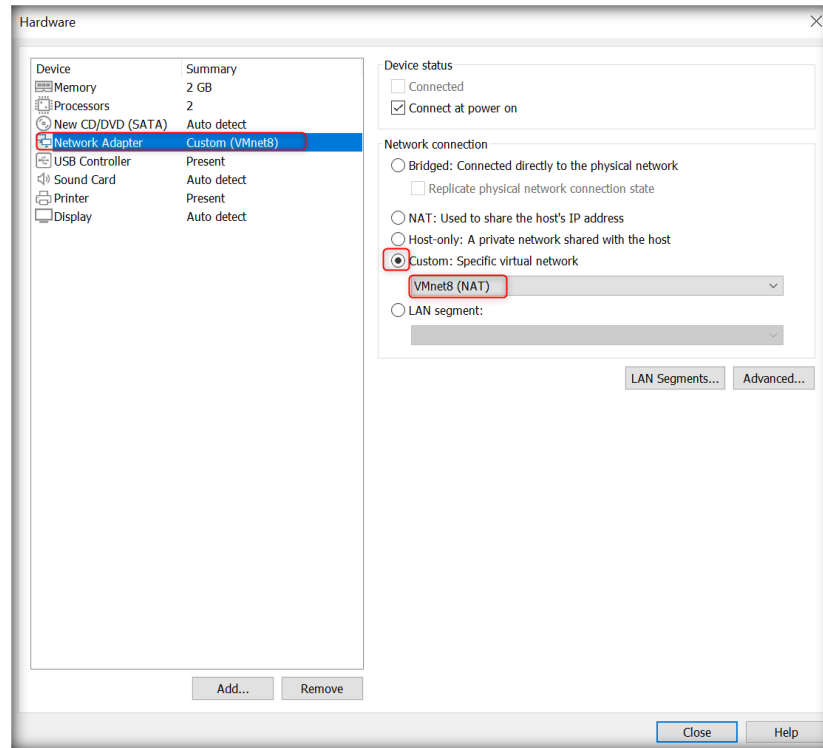 Hardware
Device Summary
Memory 2 GB
Processors 2
New CD/DVD (SATA) Auto detect
Network Adapter Custom (VMnet8)
USB Controller Present
Sound Card Auto detect
Printer Present
Display Auto detect
Add... Remove
Device status
Connected
Connect at power on
Network connection
Bridged: Connected directly to the physical network
Replicate physical network connection state
NAT: Used to share the host's IP address
Host-only: A private network shared with the host
Custom: Specific virtual network
VMnet8 (NAT)
LAN segment:
LAN Segments... Advanced...
Close Help